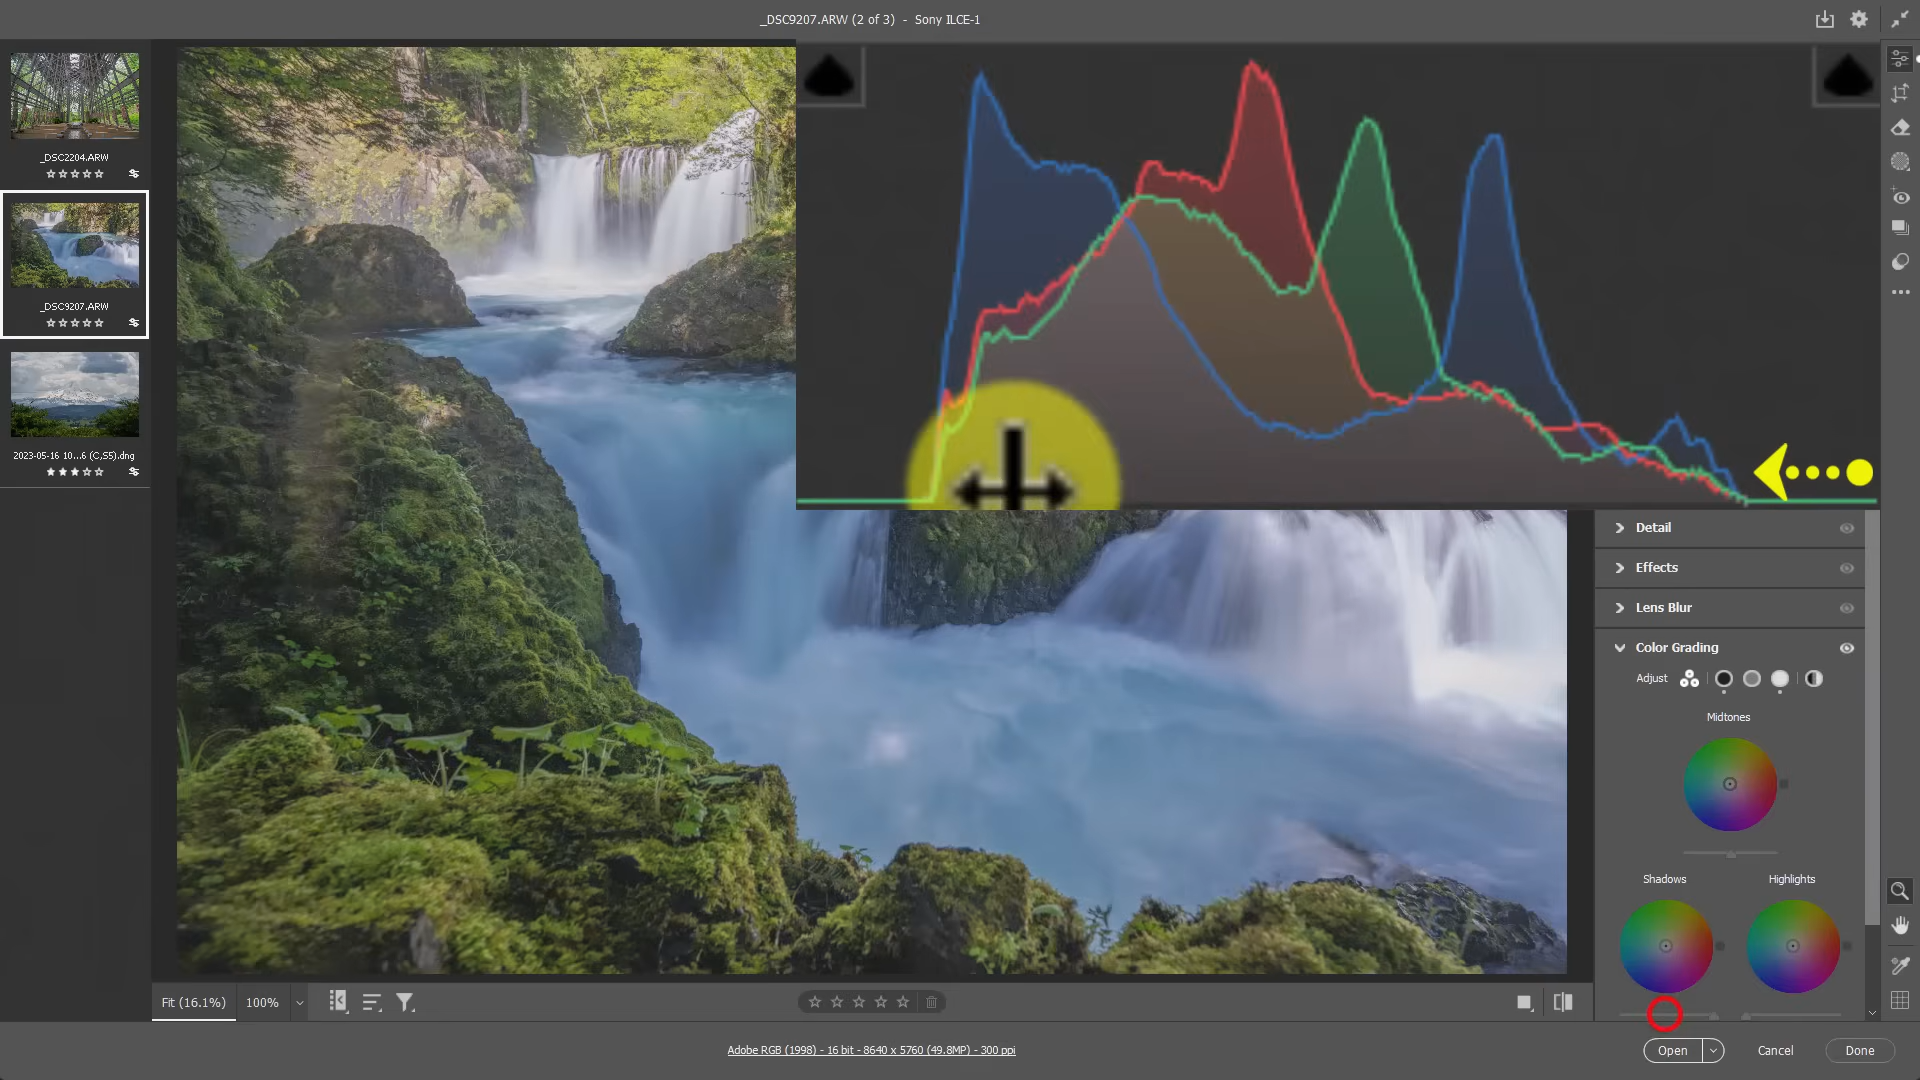 _DSC9207.ARW (2 of 3) - Sony ILCE-1
_DSC2204.ARW
_DSC9207.ARW
2023-05-16 10...6 (C,S5).dng
Detail
Effects
Lens Blur
Color Grading
Adjust
Midtones
Shadows
Highlights
Fit (16.1%)
100%
Adobe RGB (1998) - 16 bit - 8640 x 5760 (49.8MP) - 300 ppi
Open
Cancel
Done